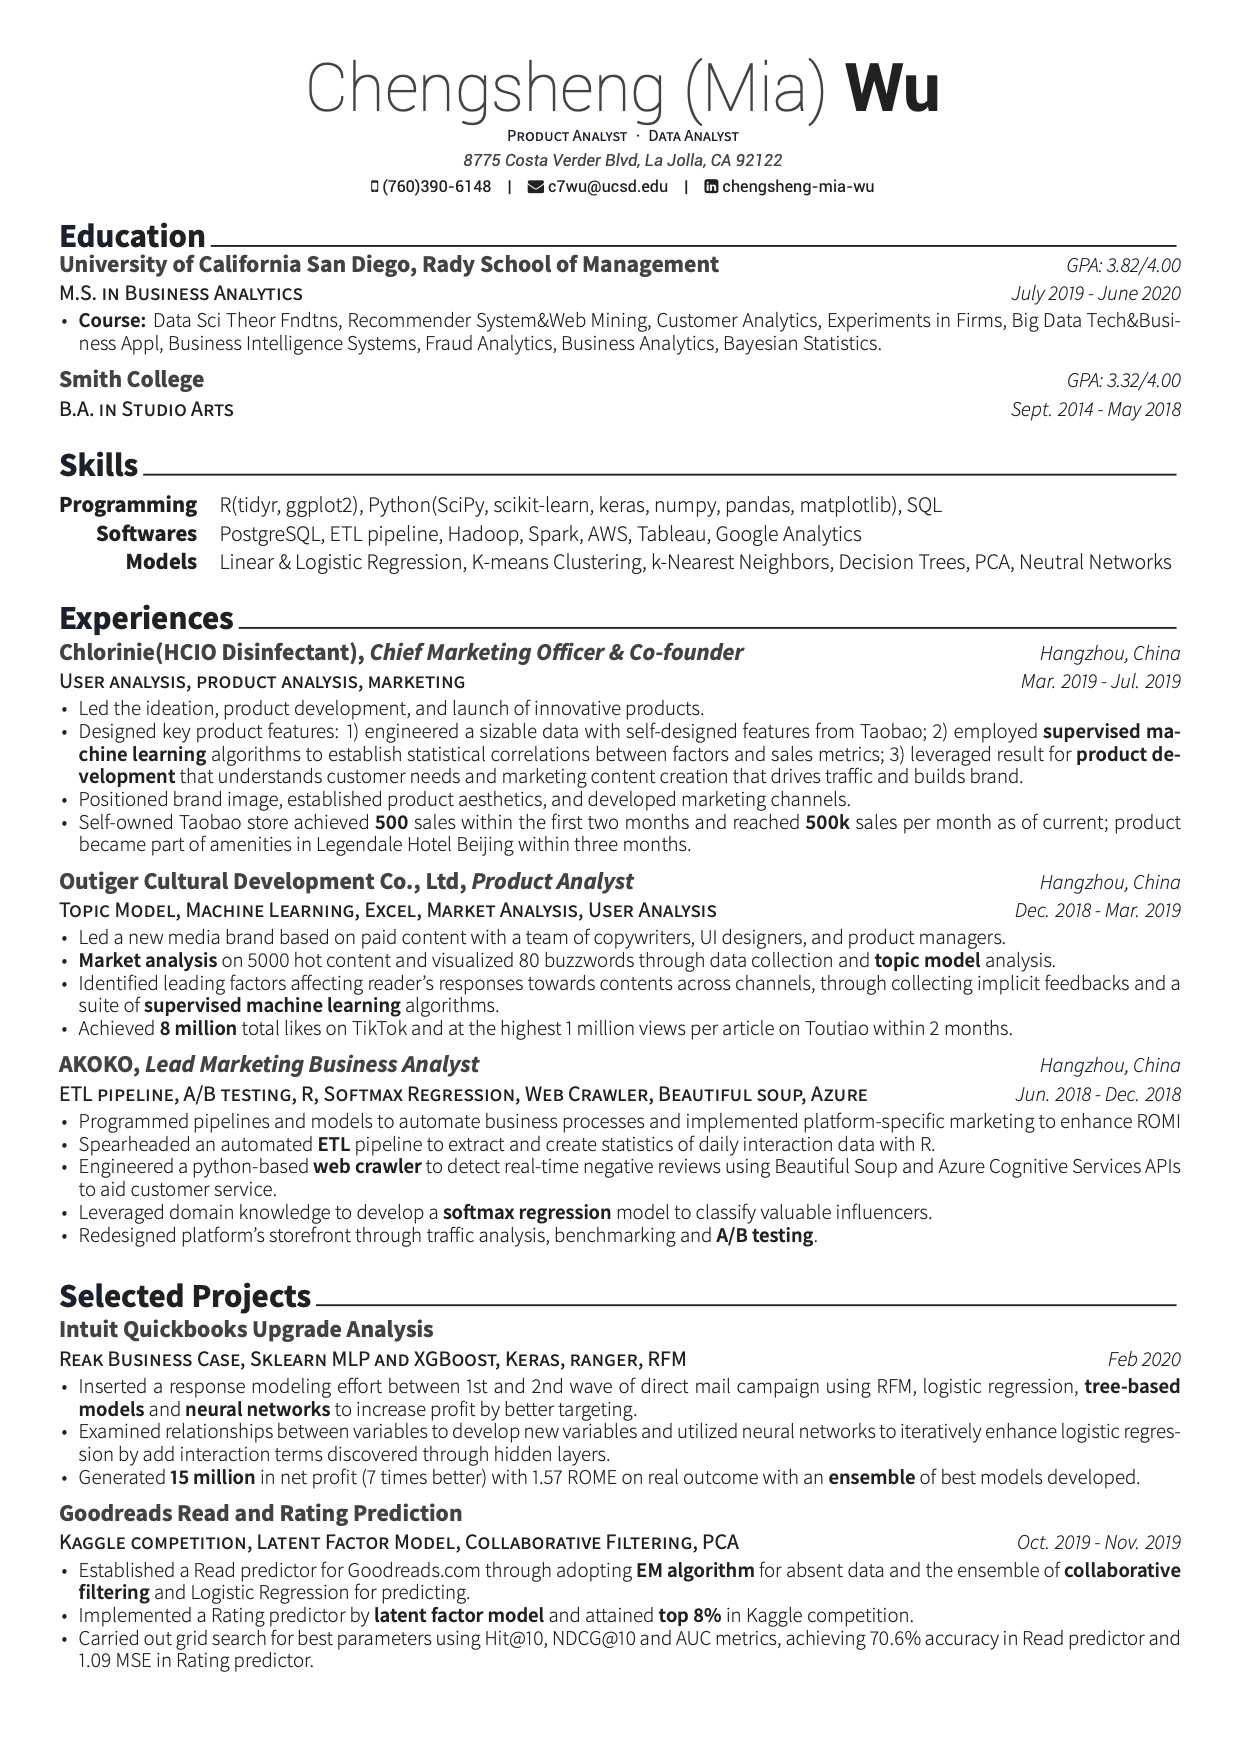 Chengsheng (Mia) Wu
Product Analyst · Data Analyst
8775 Costa Verder Blvd, La Jolla, CA 92122
(760)390-6148 | c7wu@ucsd.edu | chengsheng-mia-wu
Education
University of California San Diego, Rady School of Management GPA: 3.82/4.00
M.S. in Business Analytics July 2019 - June 2020
• Course: Data Sci Theor Fndtns, Recommender System&Web Mining, Customer Analytics, Experiments in Firms, Big Data Tech&Busi-
ness Appl, Business Intelligence Systems, Fraud Analytics, Business Analytics, Bayesian Statistics.
Smith College GPA: 3.32/4.00
B.A. in Studio Arts Sept. 2014 - May 2018
Skills
Programming R(tidyr, ggplot2), Python(SciPy, scikit-learn, keras, numpy, pandas, matplotlib), SQL
Softwares PostgreSQL, ETL pipeline, Hadoop, Spark, AWS, Tableau, Google Analytics
Models Linear & Logistic Regression, K-means Clustering, k-Nearest Neighbors, Decision Trees, PCA, Neutral Networks
Experiences
Chlorinie(HCIO Disinfectant), Chief Marketing Officer & Co-founder Hangzhou, China
User analysis, product analysis, marketing Mar. 2019 - Jul. 2019
• Led the ideation, product development, and launch of innovative products.
• Designed key product features: 1) engineered a sizable data with self-designed features from Taobao; 2) employed supervised ma-
chine learning algorithms to establish statistical correlations between factors and sales metrics; 3) leveraged result for product de-
velopment that understands customer needs and marketing content creation that drives traffic and builds brand.
• Positioned brand image, established product aesthetics, and developed marketing channels.
• Self-owned Taobao store achieved 500 sales within the first two months and reached 500k sales per month as of current; product
became part of amenities in Legendale Hotel Beijing within three months.
Outiger Cultural Development Co., Ltd, Product Analyst Hangzhou, China
Topic Model, Machine Learning, Excel, Market Analysis, User Analysis Dec. 2018 - Mar. 2019
• Led a new media brand based on paid content with a team of copywriters, UI designers, and product managers.
• Market analysis on 5000 hot content and visualized 80 buzzwords through data collection and topic model analysis.
• Identified leading factors affecting reader's responses towards contents across channels, through collecting implicit feedbacks and a
suite of supervised machine learning algorithms.
• Achieved 8 million total likes on TikTok and at the highest 1 million views per article on Toutiao within 2 months.
AKOKO, Lead Marketing Business Analyst Hangzhou, China
ETL pipeline, A/B testing, R, Softmax Regression, Web Crawler, Beautiful soup, Azure Jun. 2018 - Dec. 2018
• Programmed pipelines and models to automate business processes and implemented platform-specific marketing to enhance ROMI
• Spearheaded an automated ETL pipeline to extract and create statistics of daily interaction data with R.
• Engineered a python-based web crawler to detect real-time negative reviews using Beautiful Soup and Azure Cognitive Services APIs
to aid customer service.
• Leveraged domain knowledge to develop a softmax regression model to classify valuable influencers.
• Redesigned platform's storefront through traffic analysis, benchmarking and A/B testing.
Selected Projects
Intuit Quickbooks Upgrade Analysis
Reak Business Case, Sklearn MLP and XGBoost, Keras, ranger, RFM Feb 2020
• Inserted a response modeling effort between 1st and 2nd wave of direct mail campaign using RFM, logistic regression, tree-based
models and neural networks to increase profit by better targeting.
• Examined relationships between variables to develop new variables and utilized neural networks to iteratively enhance logistic regres-
sion by add interaction terms discovered through hidden layers.
• Generated 15 million in net profit (7 times better) with 1.57 ROME on real outcome with an ensemble of best models developed.
Goodreads Read and Rating Prediction
Kaggle competition, Latent Factor Model, Collaborative Filtering, PCA Oct. 2019 - Nov. 2019
• Established a Read predictor for Goodreads.com through adopting EM algorithm for absent data and the ensemble of collaborative
filtering and Logistic Regression for predicting.
• Implemented a Rating predictor by latent factor model and attained top 8% in Kaggle competition.
• Carried out grid search for best parameters using Hit@10, NDCG@10 and AUC metrics, achieving 70.6% accuracy in Read predictor and
1.09 MSE in Rating predictor.